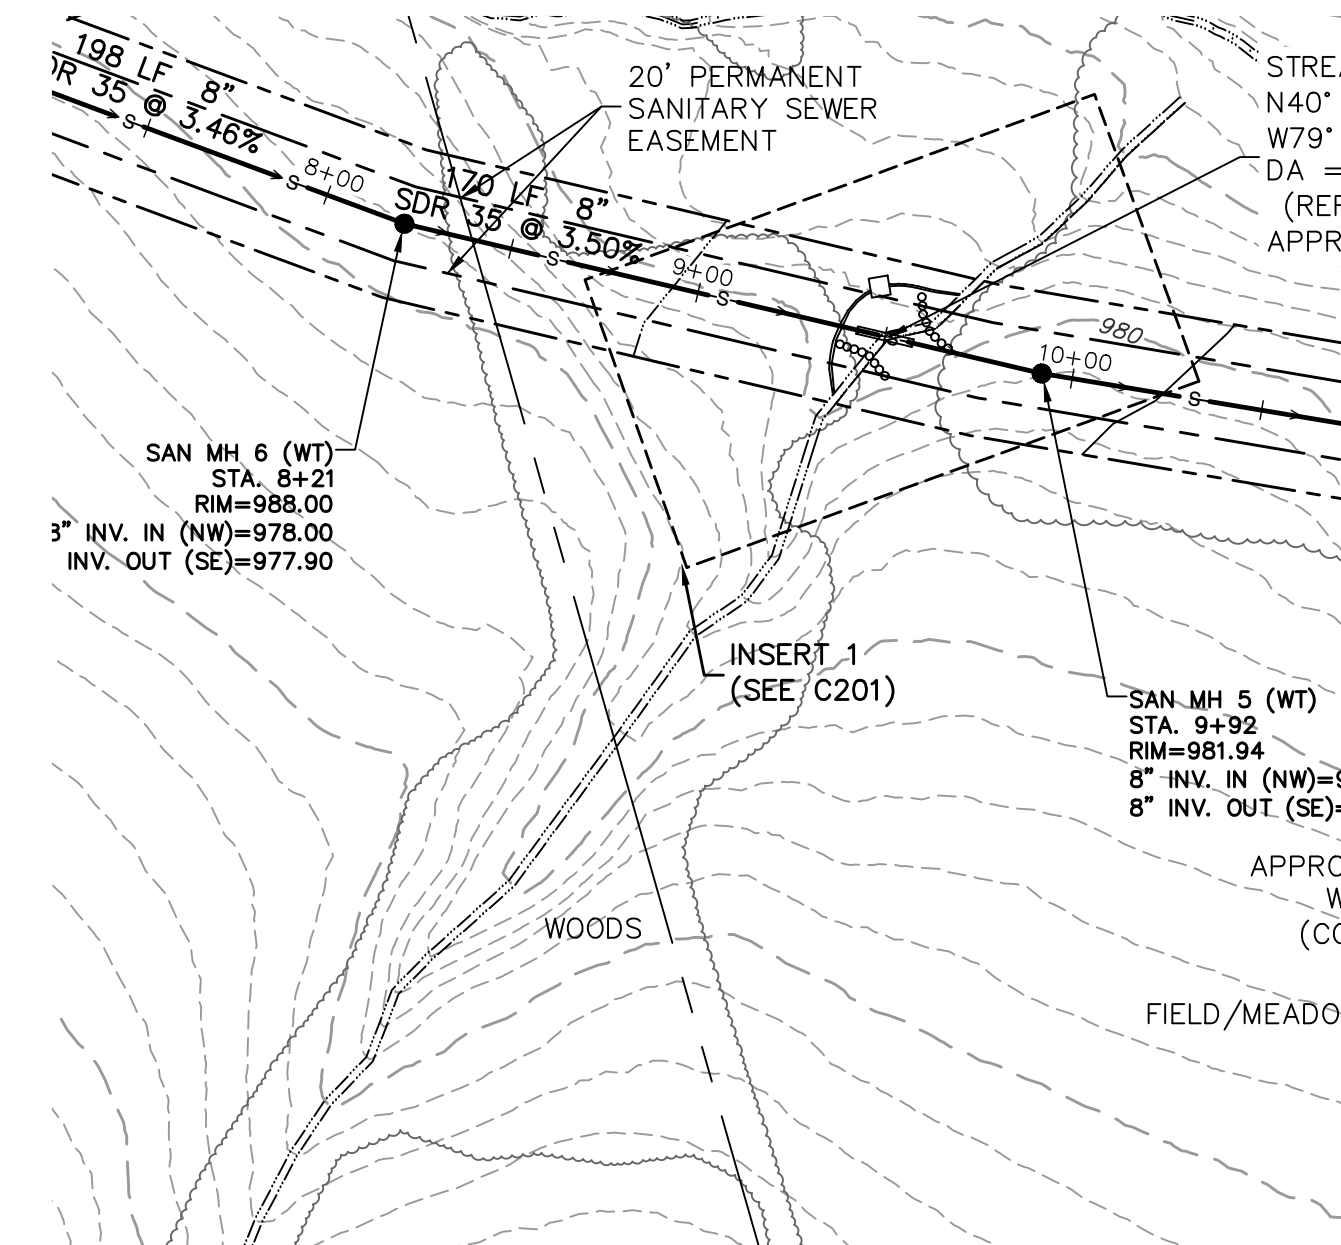 198 LF 8"
35 @ 3.46%
S
S
8+00
20' PERMANENT
SANITARY SEWER
EASEMENT
170 LF 8"
SDR 35 @ 3.50%
S
9+00
S
S
980
10+00
S
N40°
W79°
DA =
SAN MH 6 (WT)
STA. 8+21
RIM=988.00
INV. IN (NW)=978.00
INV. OUT (SE)=977.90
INSERT 1
(SEE C201)
SAN MH 5 (WT)
STA. 9+92
RIM=981.94
8" INV. IN (NW)=
8" INV. OUT (SE)=
WOODS